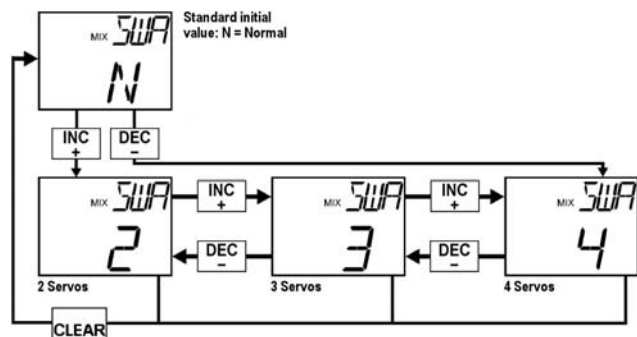 MIX SWA
N
Standard initial
value: N = Normal
INC
+
DEC
–
MIX SWA
2
2 Servos
INC
+
DEC
–
MIX SWA
3
3 Servos
INC
+
DEC
–
MIX SWA
4
4 Servos
CLEAR